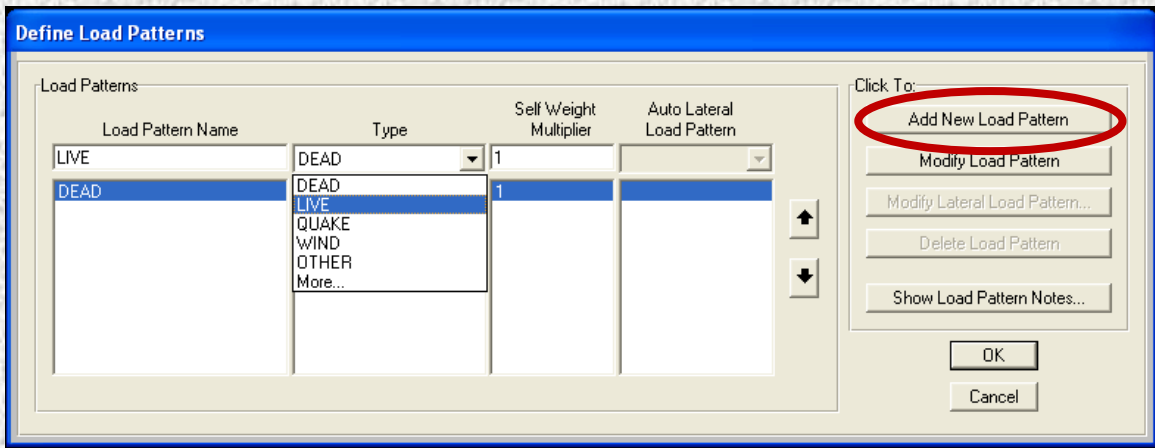 Define Load Patterns
Load Patterns
Click To:
Load Pattern Name
Type
Self Weight
Multiplier
Auto Lateral
Load Pattern
LIVE
DEAD
1
DEAD
1
DEAD
LIVE
QUAKE
WIND
OTHER
More...
Add New Load Pattern
Modify Load Pattern
Modify Lateral Load Pattern...
Delete Load Pattern
Show Load Pattern Notes...
OK
Cancel